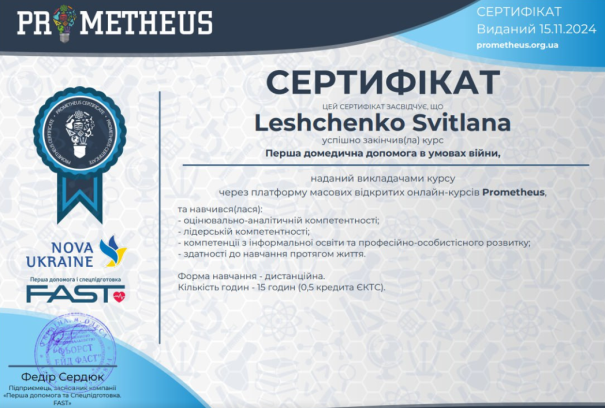 PROMETHEUS
СЕРТИФІКАТ
Виданий 15.11.2024
prometheus.org.ua
СЕРТИФІКАТ
ЦЕЙ СЕРТИФІКАТ ЗАСВІДЧУЄ, ЩО
Leshchenko Svitlana
успішно закінчив(ла) курс
Перша домедична допомога в умовах війни,
наданий викладачами курсу
через платформу масових відкритих онлайн-курсів Prometheus,
та навчився(лася):
- оцінювально-аналітичній компетентності;
- лідерській компетентності;
- компетенції з інформальної освіти та професійно-особистісного розвитку;
- здатності до навчання протягом життя.
Форма навчання - дистанційна.
Кількість годин - 15 годин (0,5 кредита ЄКТС).
PROMETHEUS CERTIFICATE
NOVA
UKRAINE
Перша допомога і спецпідготовка
FAST
Федір Сердюк
Підприємець, засновник компанії
«Перша допомога та Спецпідготовка.
FAST»